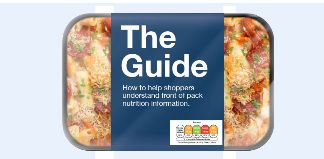 The
Guide
How to help shoppers
understand front of pack
nutrition information.